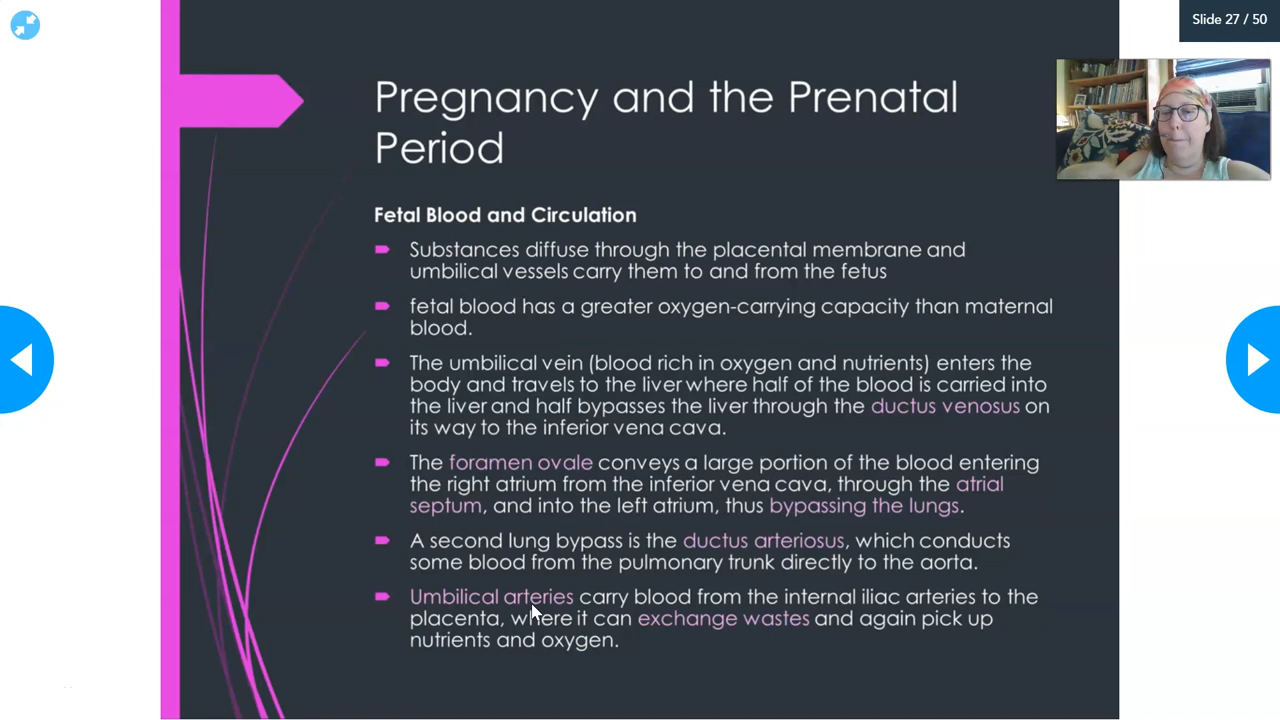 Slide 27 / 50
Pregnancy and the Prenatal
Period
Fetal Blood and Circulation
Substances diffuse through the placental membrane and
umbilical vessels carry them to and from the fetus
fetal blood has a greater oxygen-carrying capacity than maternal
blood.
The umbilical vein (blood rich in oxygen and nutrients) enters the
body and travels to the liver where half of the blood is carried into
the liver and half bypasses the liver through the ductus venosus on
its way to the inferior vena cava.
The foramen ovale conveys a large portion of the blood entering
the right atrium from the inferior vena cava, through the atrial
septum, and into the left atrium, thus bypassing the lungs.
A second lung bypass is the ductus arteriosus, which conducts
some blood from the pulmonary trunk directly to the aorta.
Umbilical arteries carry blood from the internal iliac arteries to the
placenta, where it can exchange wastes and again pick up
nutrients and oxygen.